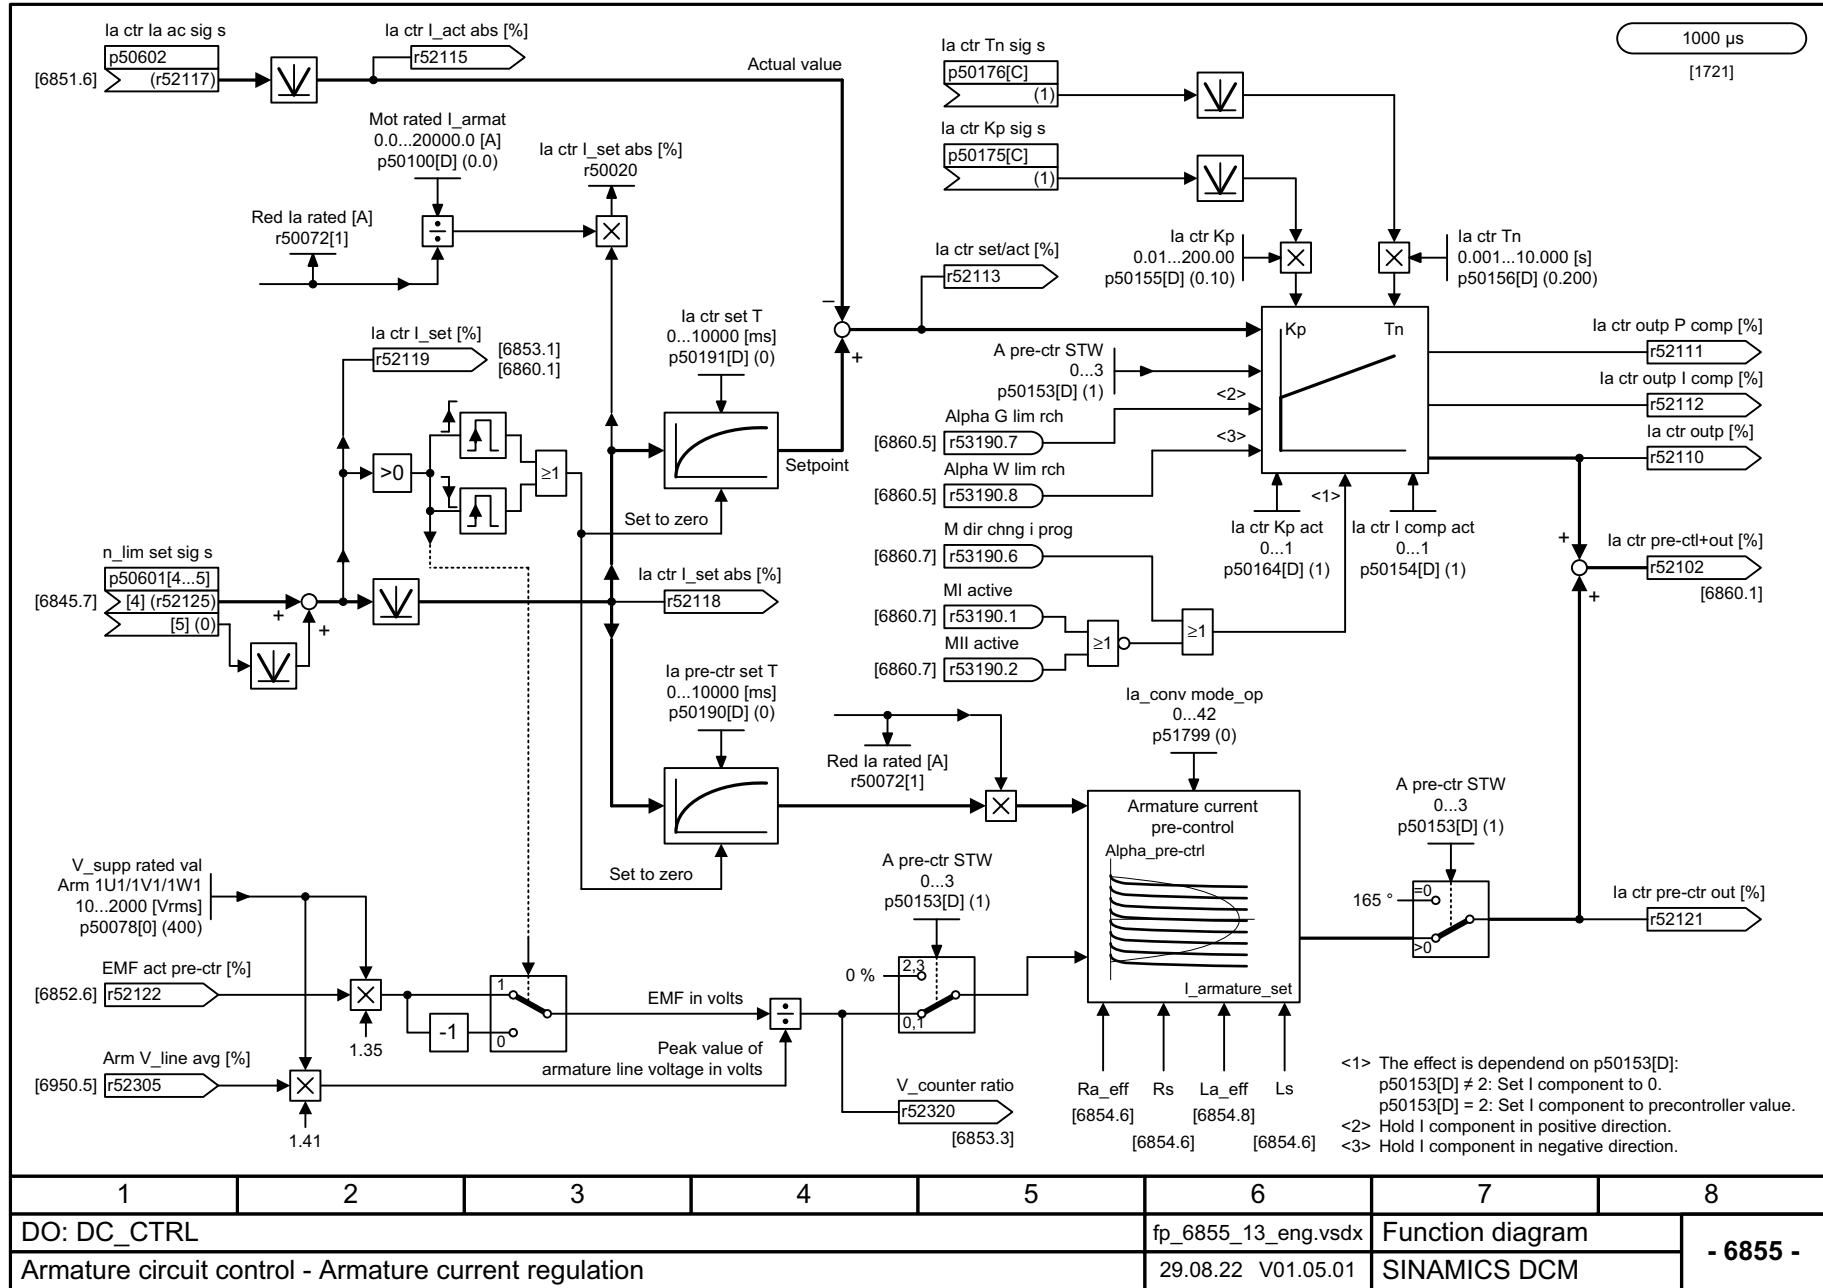 Ia ctr Ia ac sig s
p50602
[6851.6]
(r52117)
Ia ctr I_act abs [%]
r52115
Actual value
Mot rated I_armat
0.0...20000.0 [A]
p50100[D] (0.0)
Ia ctr I_set abs [%]
r50020
Red Ia rated [A]
r50072[1]
÷
×
Ia ctr I_set [%]
r52119
[6853.1]
[6860.1]
Ia ctr set T
0...10000 [ms]
p50191[D] (0)
>0
≥1
Setpoint
Set to zero
n_lim set sig s
p50601[4...5]
[6845.7]
[4] (r52125)
[5] (0)
+
+
Ia ctr I_set abs [%]
r52118
Ia pre-ctr set T
0...10000 [ms]
p50190[D] (0)
Set to zero
V_supp rated val
Arm 1U1/1V1/1W1
10...2000 [Vrms]
p50078[0] (400)
EMF act pre-ctr [%]
[6852.6]
r52122
×
1.35
-1
1
0
EMF in volts
Arm V_line avg [%]
[6950.5]
r52305
×
1.41
Peak value of
armature line voltage in volts
÷
V_counter ratio
r52320
[6853.3]
A pre-ctr STW
0...3
p50153[D] (1)
0 %
2,3
0,1
Ia ctr Tn sig s
p50176[C]
(1)
Ia ctr Kp sig s
p50175[C]
(1)
1000 µs
[1721]
Ia ctr set/act [%]
r52113
–
+
Ia ctr Kp
0.01...200.00
p50155[D] (0.10)
×
×
Ia ctr Tn
0.001...10.000 [s]
p50156[D] (0.200)
Kp
Tn
A pre-ctr STW
0...3
p50153[D] (1)
<2>
Alpha G lim rch
[6860.5]
r53190.7
<3>
Alpha W lim rch
[6860.5]
r53190.8
<1>
M dir chng i prog
[6860.7]
r53190.6
MI active
[6860.7]
r53190.1
MII active
[6860.7]
r53190.2
≥1
≥1
Ia ctr Kp act
0...1
p50164[D] (1)
Ia ctr I comp act
0...1
p50154[D] (1)
Ia ctr outp P comp [%]
r52111
Ia ctr outp I comp [%]
r52112
Ia ctr outp [%]
r52110
+
+
Ia ctr pre-ctl+out [%]
r52102
[6860.1]
Red Ia rated [A]
r50072[1]
×
Ia_conv mode_op
0...42
p51799 (0)
Armature current
pre-control
Alpha_pre-ctrl
I_armature_set
Ra_eff
[6854.6]
Rs
[6854.6]
La_eff
[6854.8]
Ls
[6854.6]
A pre-ctr STW
0...3
p50153[D] (1)
165 °
=0
>0
Ia ctr pre-ctr out [%]
r52121
<1> The effect is dependend on p50153[D]:
p50153[D] ≠ 2: Set I component to 0.
p50153[D] = 2: Set I component to precontroller value.
<2> Hold I component in positive direction.
<3> Hold I component in negative direction.
1 2 3 4 5 6 7 8
DO: DC_CTRL
fp_6855_13_eng.vsdx
Function diagram
- 6855 -
Armature circuit control - Armature current regulation
29.08.22 V01.05.01
SINAMICS DCM